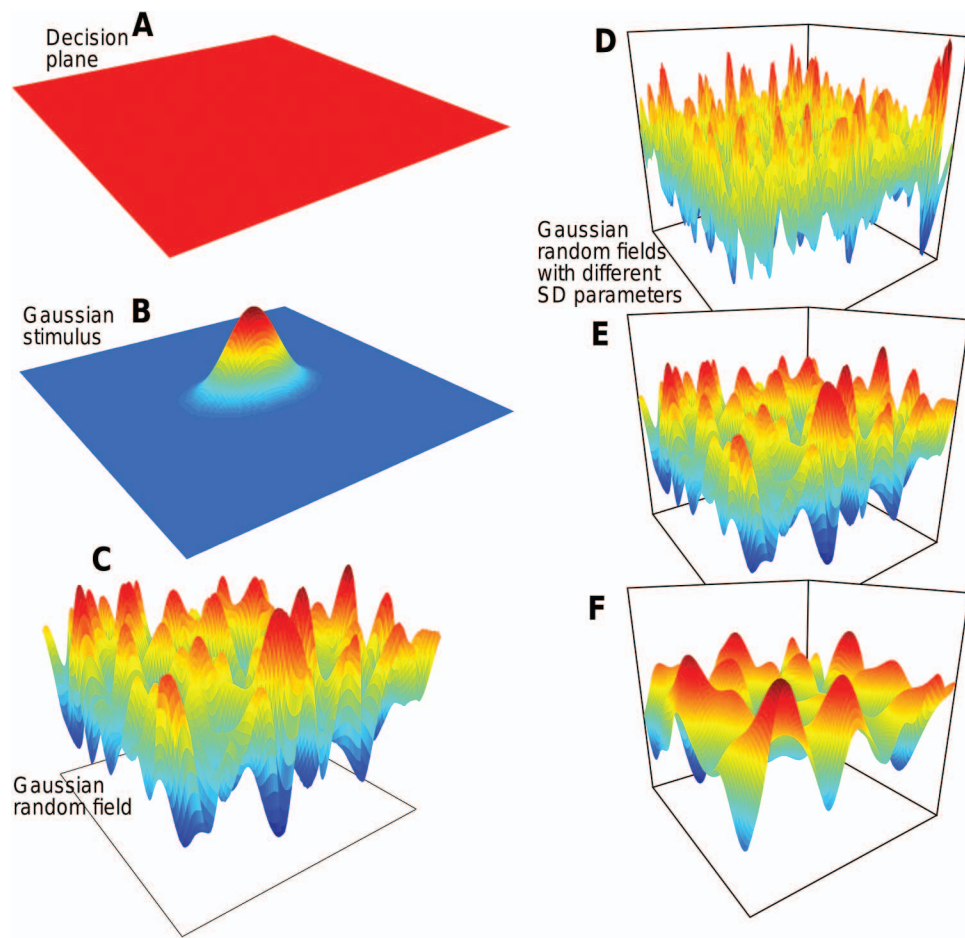 A
Decision
plane
B
Gaussian
stimulus
C
Gaussian
random field
D
Gaussian
random fields
with different
SD parameters
E
F